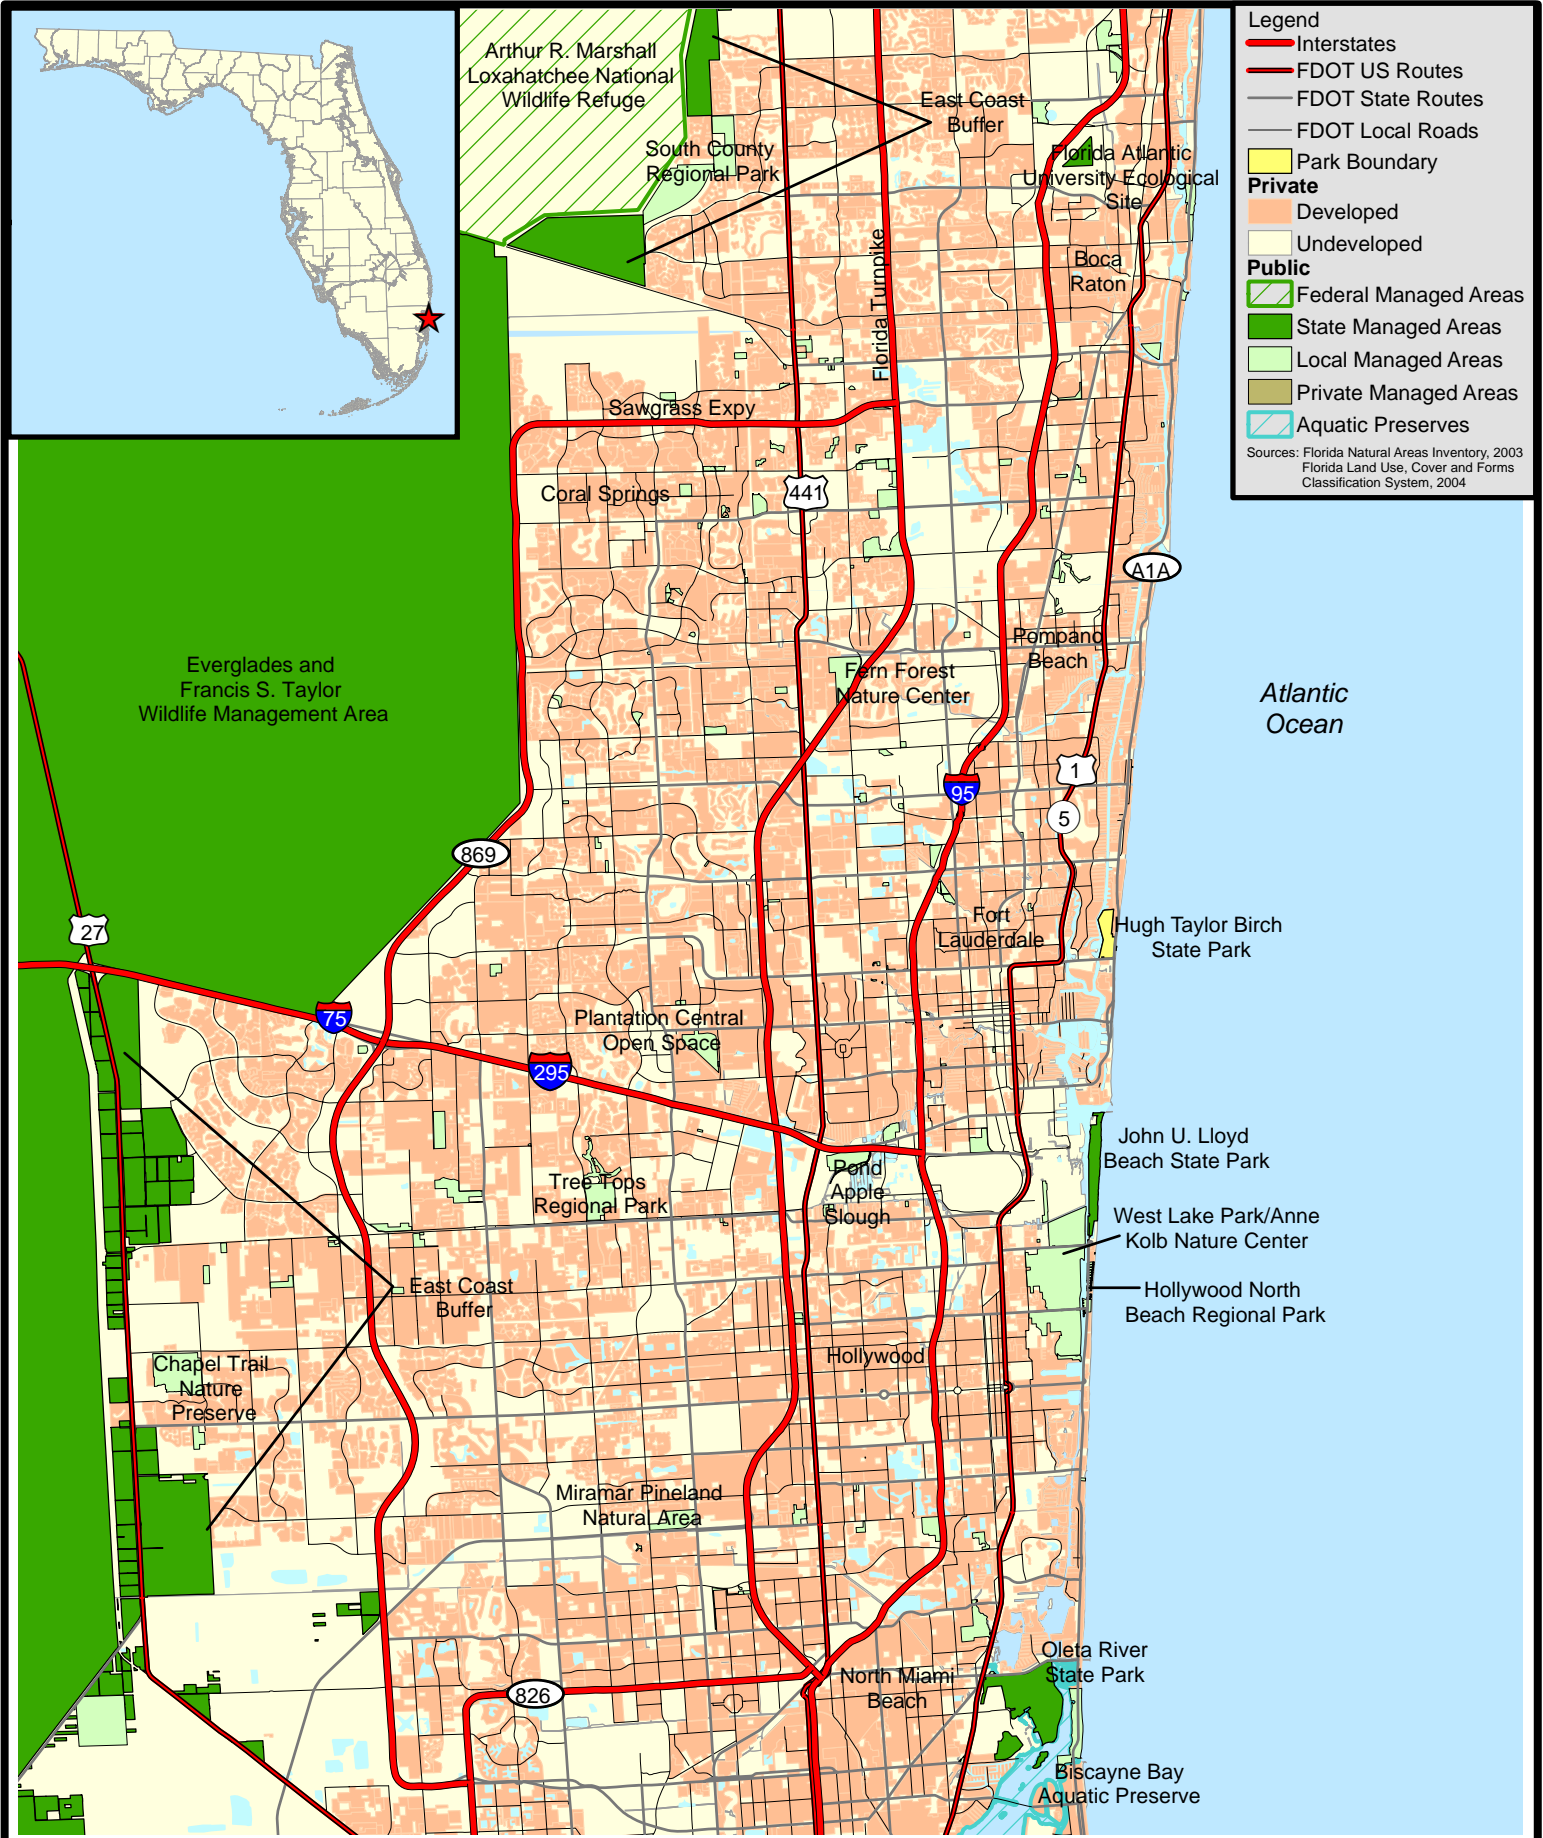 Arthur R. Marshall
Loxahatchee National
Wildlife Refuge
East Coast
Buffer
South County
Regional Park
Florida Atlantic
University Ecological
Site
Florida Turnpike
Boca
Raton
Legend
Interstates
FDOT US Routes
FDOT State Routes
FDOT Local Roads
Park Boundary
Private
Developed
Undeveloped
Public
Federal Managed Areas
State Managed Areas
Local Managed Areas
Private Managed Areas
Aquatic Preserves
Sources: Florida Natural Areas Inventory, 2003
Florida Land Use, Cover and Forms
Classification System, 2004
Sawgrass Expy
Coral Springs
441
A1A
Pompano
Beach
Everglades and
Francis S. Taylor
Wildlife Management Area
Fern Forest
Nature Center
Atlantic
Ocean
1
95
5
869
27
Fort
Lauderdale
Hugh Taylor Birch
State Park
75
Plantation Central
Open Space
295
John U. Lloyd
Beach State Park
Pond
Apple
Slough
Tree Tops
Regional Park
West Lake Park/Anne
Kolb Nature Center
East Coast
Buffer
Hollywood North
Beach Regional Park
Hollywood
Chapel Trail
Nature
Preserve
Miramar Pineland
Natural Area
Oleta River
State Park
826
North Miami
Beach
Biscayne Bay
Aquatic Preserve